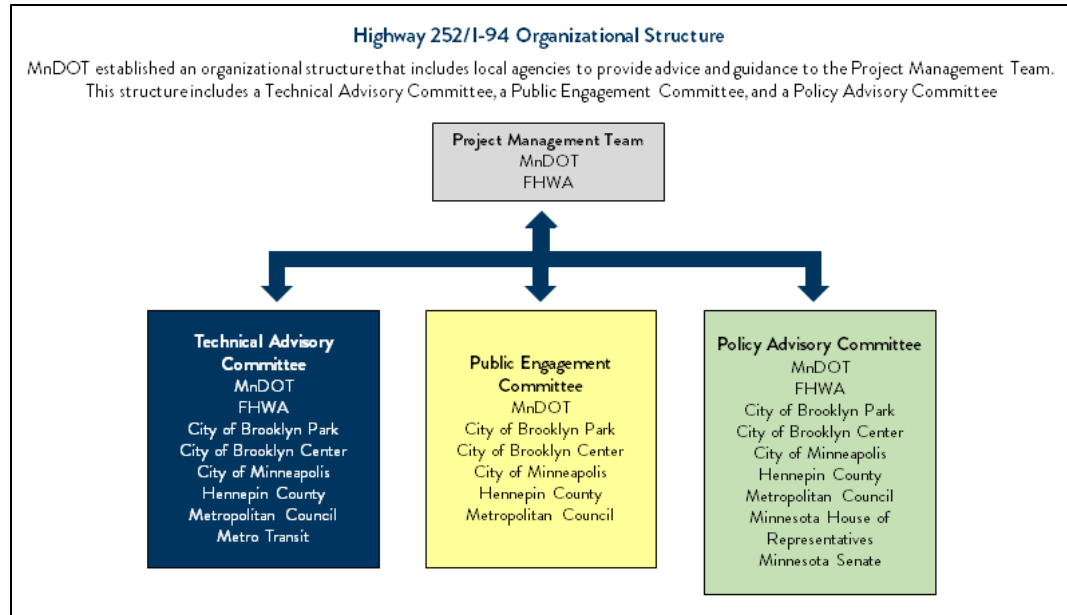 Highway 252/I-94 Organizational Structure
MnDOT established an organizational structure that includes local agencies to provide advice and guidance to the Project Management Team.
This structure includes a Technical Advisory Committee, a Public Engagement Committee, and a Policy Advisory Committee
Project Management Team
MnDOT
FHWA
Technical Advisory
Committee
MnDOT
FHWA
City of Brooklyn Park
City of Brooklyn Center
City of Minneapolis
Hennepin County
Metropolitan Council
Metro Transit
Public Engagement
Committee
MnDOT
City of Brooklyn Park
City of Brooklyn Center
City of Minneapolis
Hennepin County
Metropolitan Council
Policy Advisory Committee
MnDOT
FHWA
City of Brooklyn Park
City of Brooklyn Center
City of Minneapolis
Hennepin County
Metropolitan Council
Minnesota House of
Representatives
Minnesota Senate